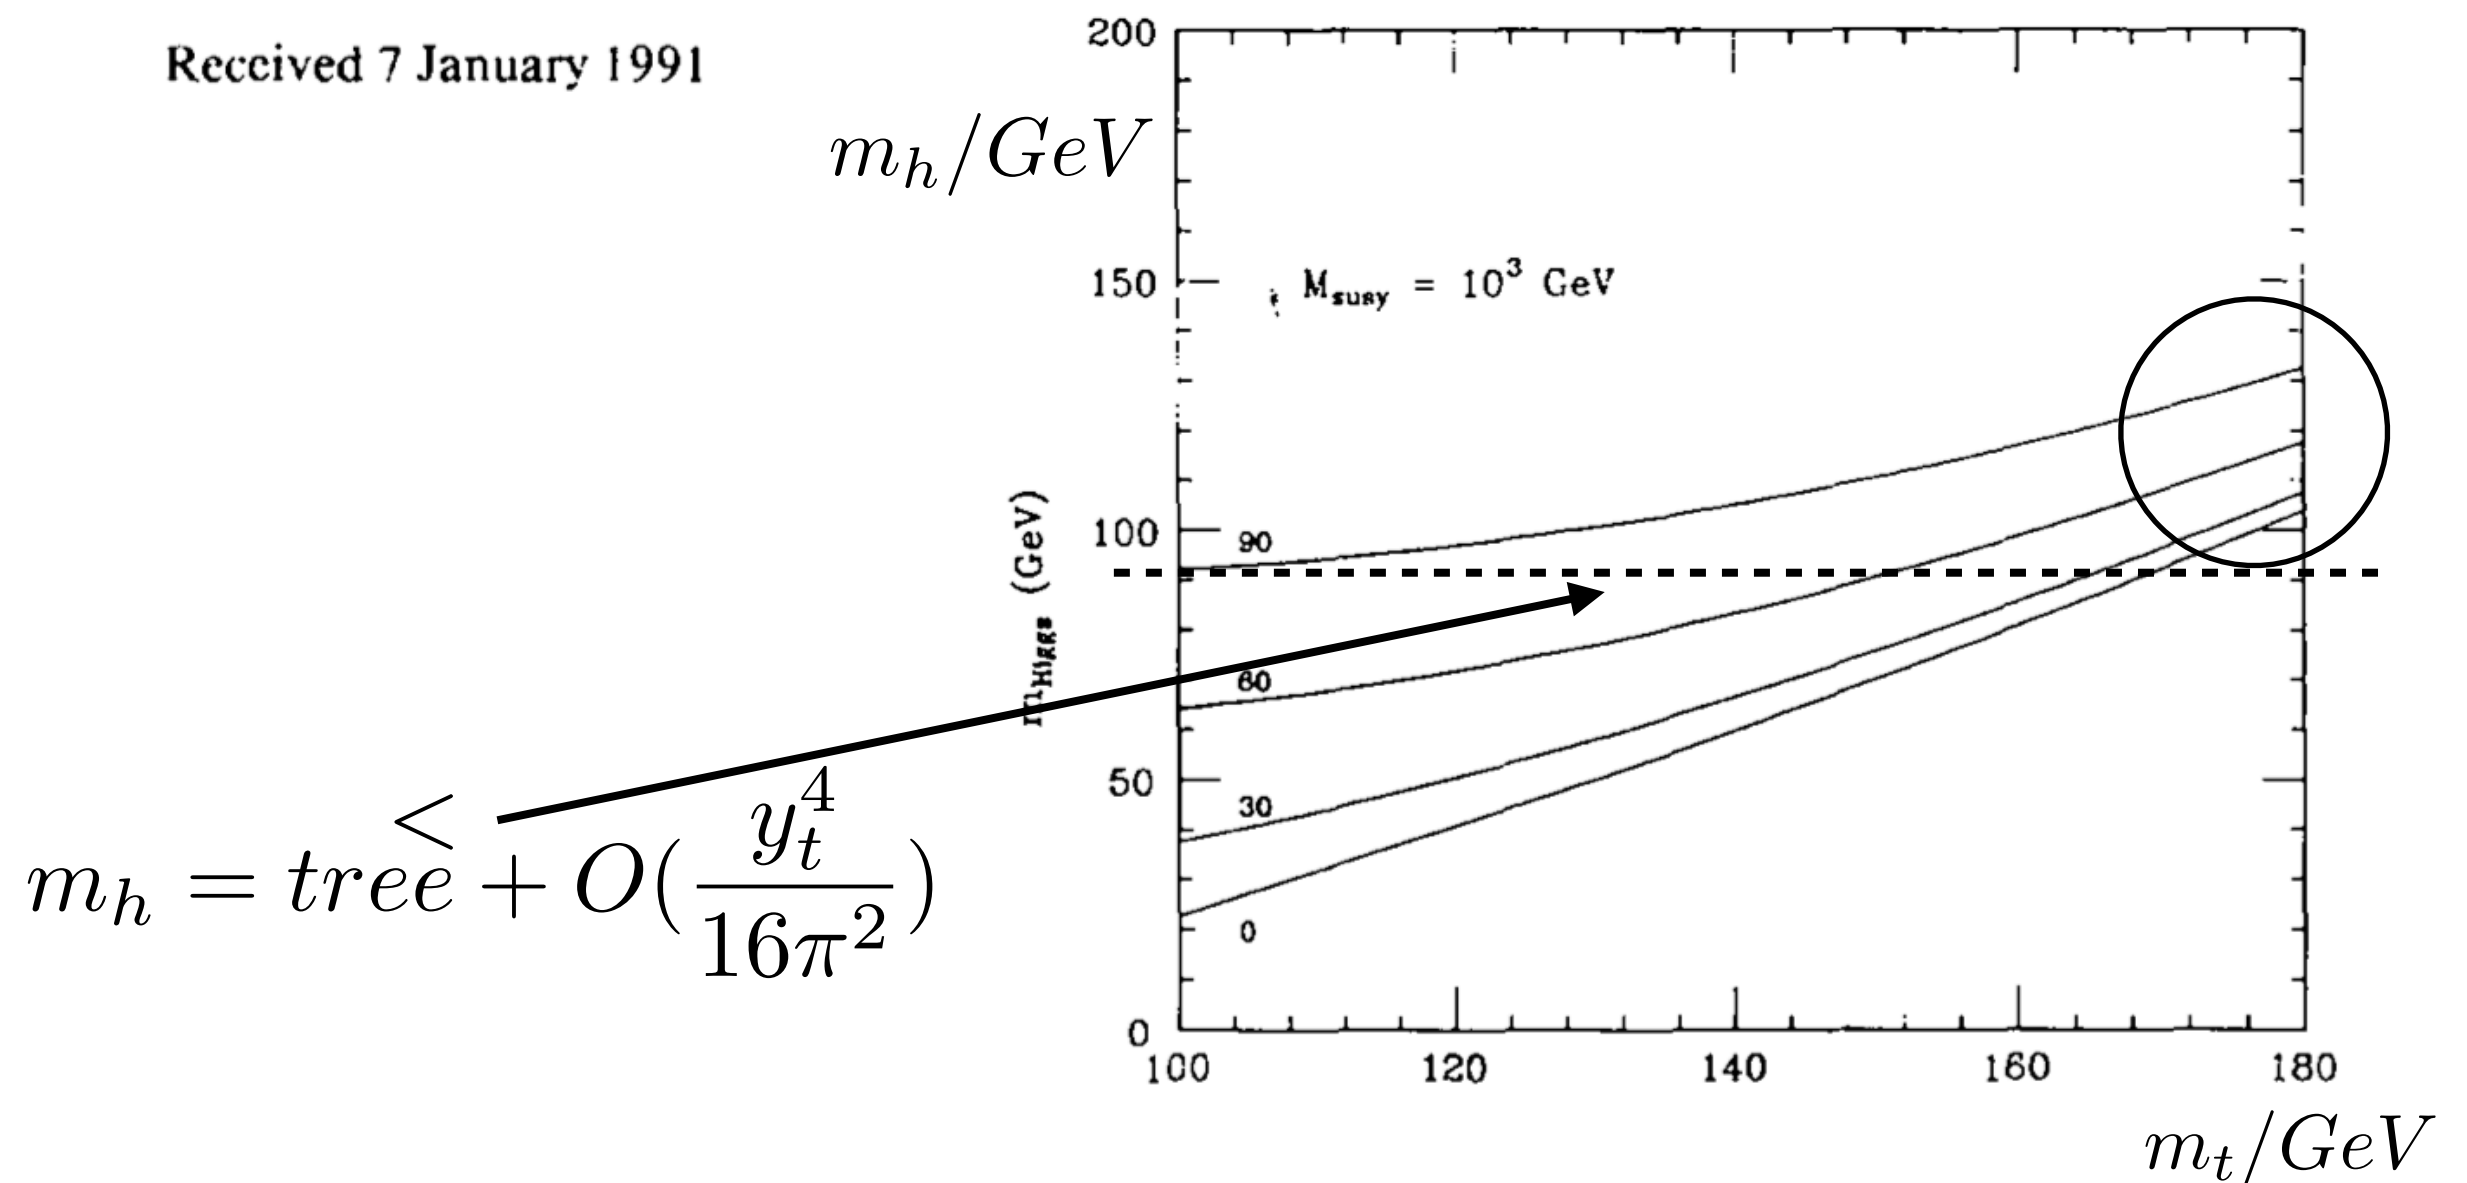 Received 7 January 1991
m_h/GeV
200
150
100
50
0
M_susy = 10^3 GeV
m_Higgs (GeV)
90
60
30
0
<
m_h = tree + O(y_t^4/16π^2)
100 120 140 160 180
m_t/GeV